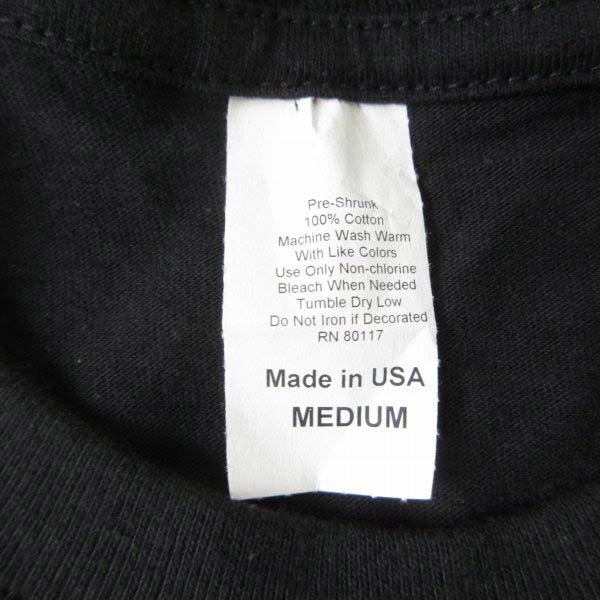 Pre-Shrunk
100% Cotton
Machine Wash Warm
With Like Colors
Use Only Non-chlorine
Bleach When Needed
Tumble Dry Low
Do Not Iron if Decorated
RN 80117
Made in USA
MEDIUM